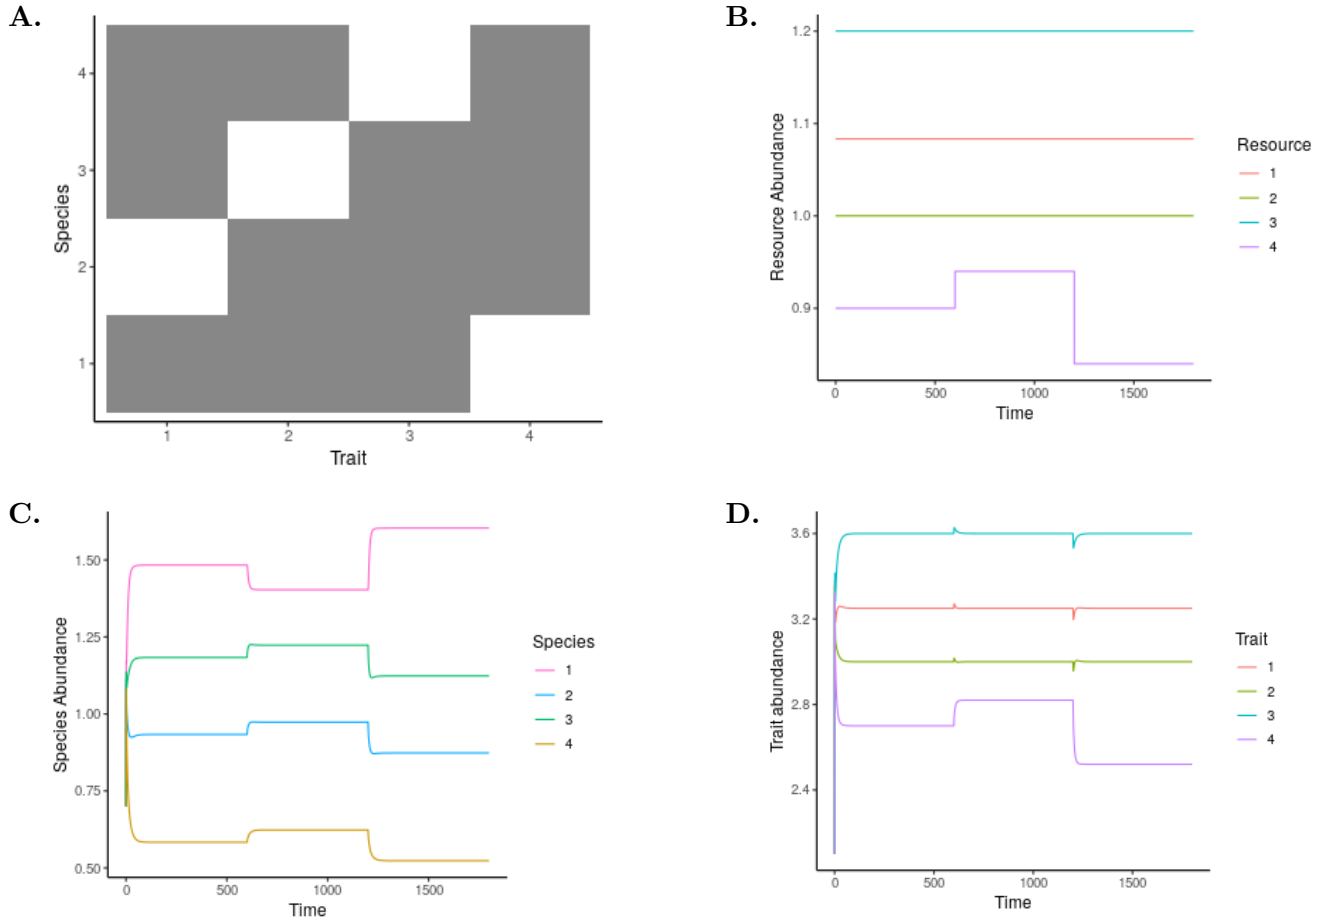 A.
4
3
2
1
Species
1 2 3 4
Trait
B.
1.2
1.1
1.0
0.9
Resource Abundance
0 500 1000 1500
Time
Resource
1
2
3
4
C.
1.50
1.25
1.00
0.75
0.50
Species Abundance
0 500 1000 1500
Time
Species
1
2
3
4
D.
3.6
3.2
2.8
2.4
Trait abundance
0 500 1000 1500
Time
Trait
1
2
3
4